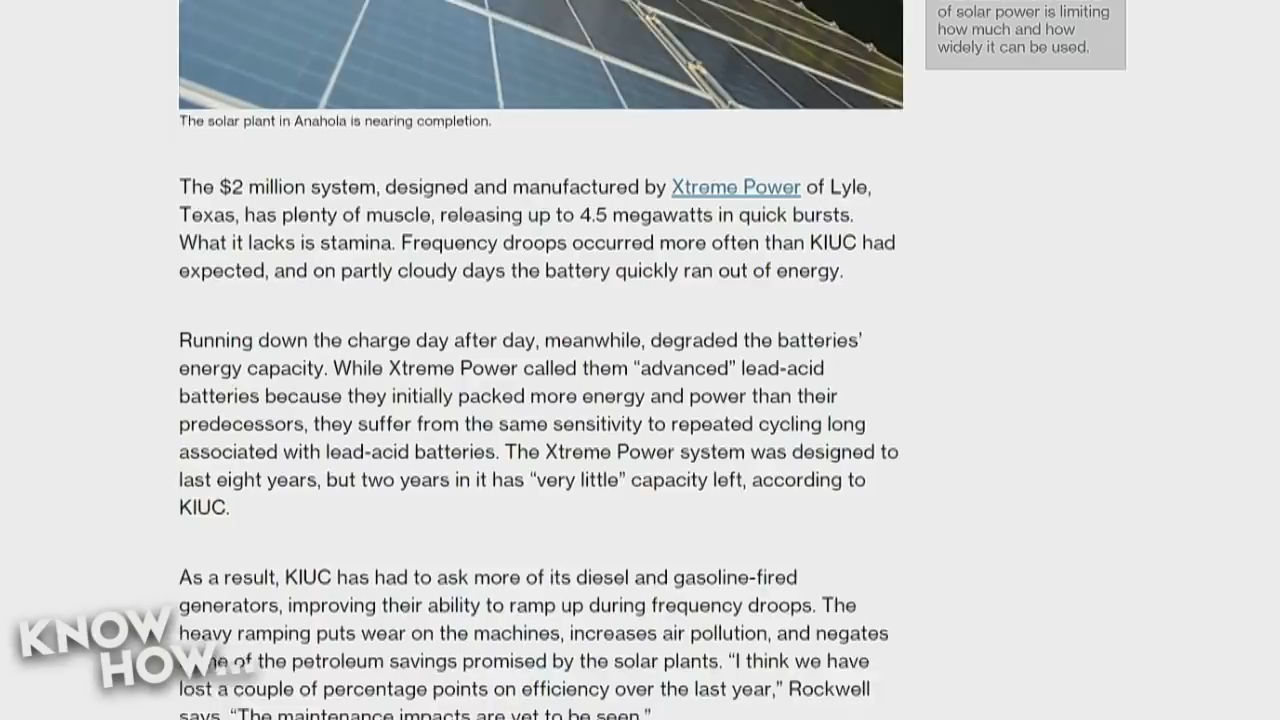 of solar power is limiting
how much and how
widely it can be used.
The solar plant in Anahola is nearing completion.
The $2 million system, designed and manufactured by Xtreme Power of Lyle,
Texas, has plenty of muscle, releasing up to 4.5 megawatts in quick bursts.
What it lacks is stamina. Frequency droops occurred more often than KIUC had
expected, and on partly cloudy days the battery quickly ran out of energy.
Running down the charge day after day, meanwhile, degraded the batteries’
energy capacity. While Xtreme Power called them “advanced” lead-acid
batteries because they initially packed more energy and power than their
predecessors, they suffer from the same sensitivity to repeated cycling long
associated with lead-acid batteries. The Xtreme Power system was designed to
last eight years, but two years in it has “very little” capacity left, according to
KIUC.
As a result, KIUC has had to ask more of its diesel and gasoline-fired
generators, improving their ability to ramp up during frequency droops. The
heavy ramping puts wear on the machines, increases air pollution, and negates
of the petroleum savings promised by the solar plants. “I think we have
lost a couple of percentage points on efficiency over the last year,” Rockwell
says. “The maintenance impacts are yet to be seen.”
KNOW
HOW...